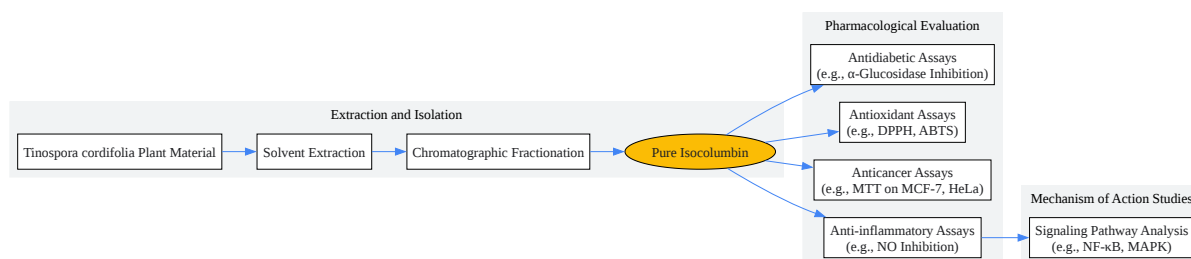 Extraction and Isolation
Tinospora cordifolia Plant Material
Solvent Extraction
Chromatographic Fractionation
Pure Isocolumbin
Pharmacological Evaluation
Antidiabetic Assays
(e.g., α-Glucosidase Inhibition)
Antioxidant Assays
(e.g., DPPH, ABTS)
Anticancer Assays
(e.g., MTT on MCF-7, HeLa)
Anti-inflammatory Assays
(e.g., NO Inhibition)
Mechanism of Action Studies
Signaling Pathway Analysis
(e.g., NF-κB, MAPK)